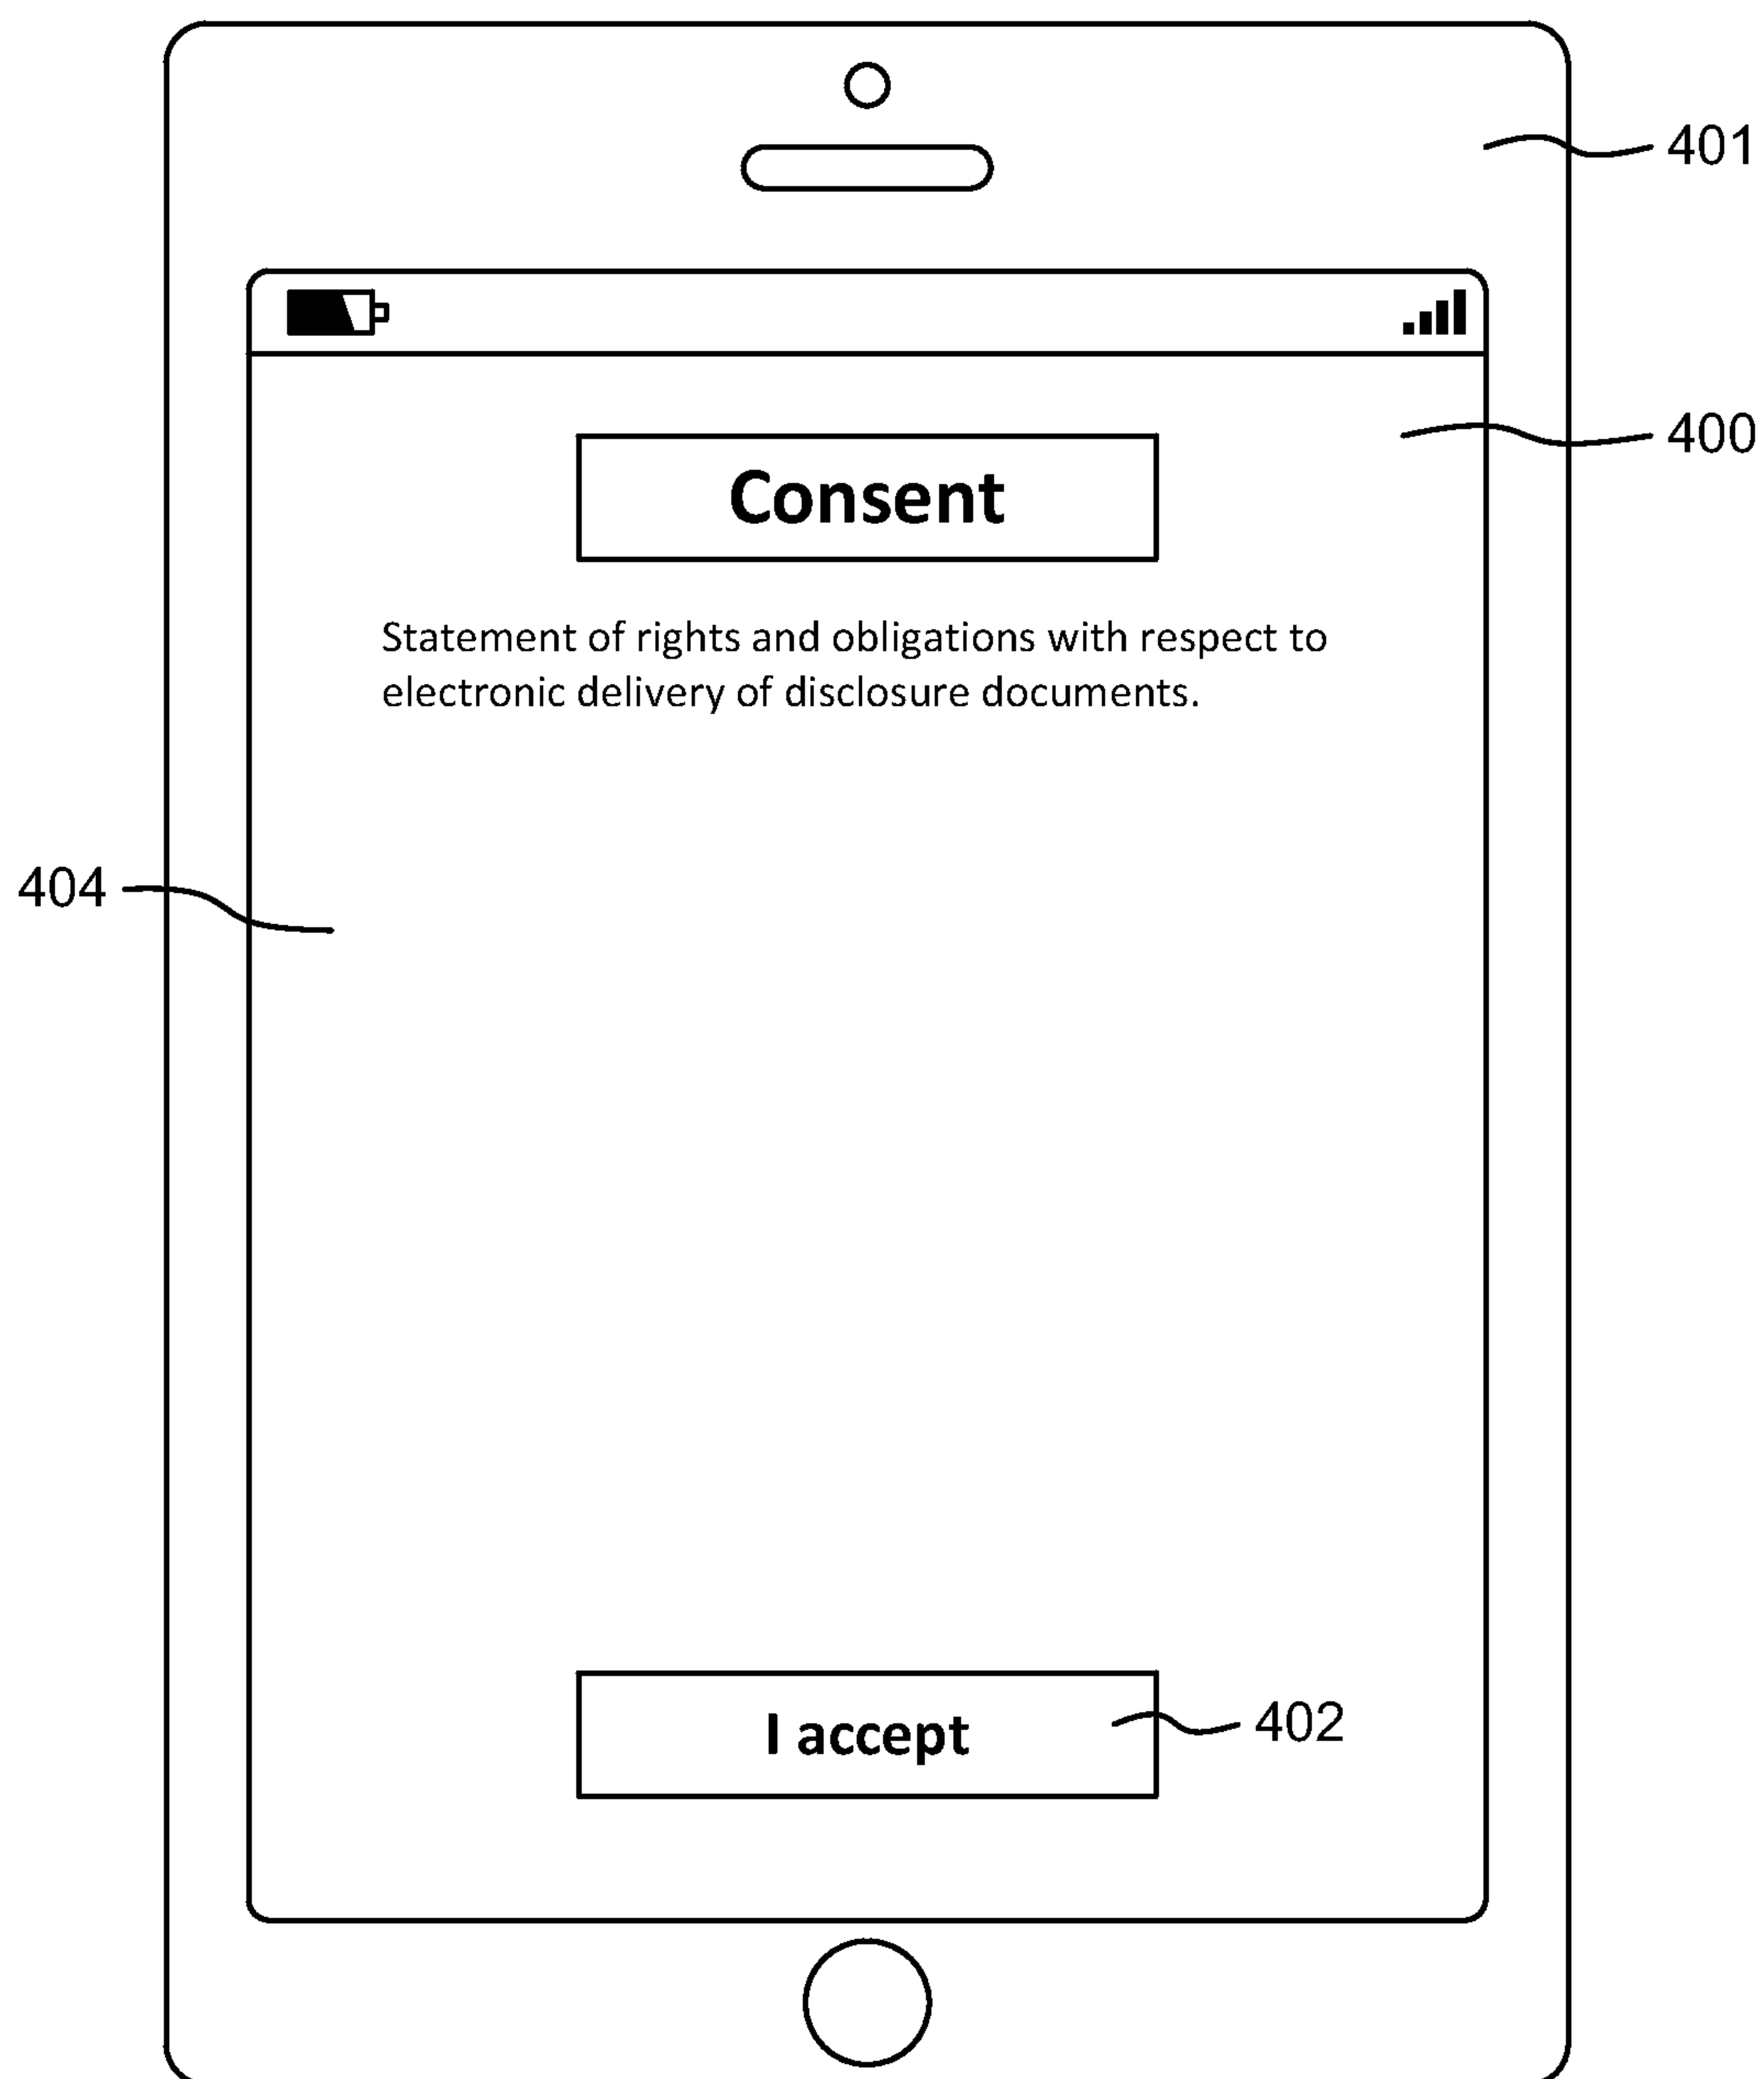 401
400
Consent
Statement of rights and obligations with respect to
electronic delivery of disclosure documents.
404
I accept
402